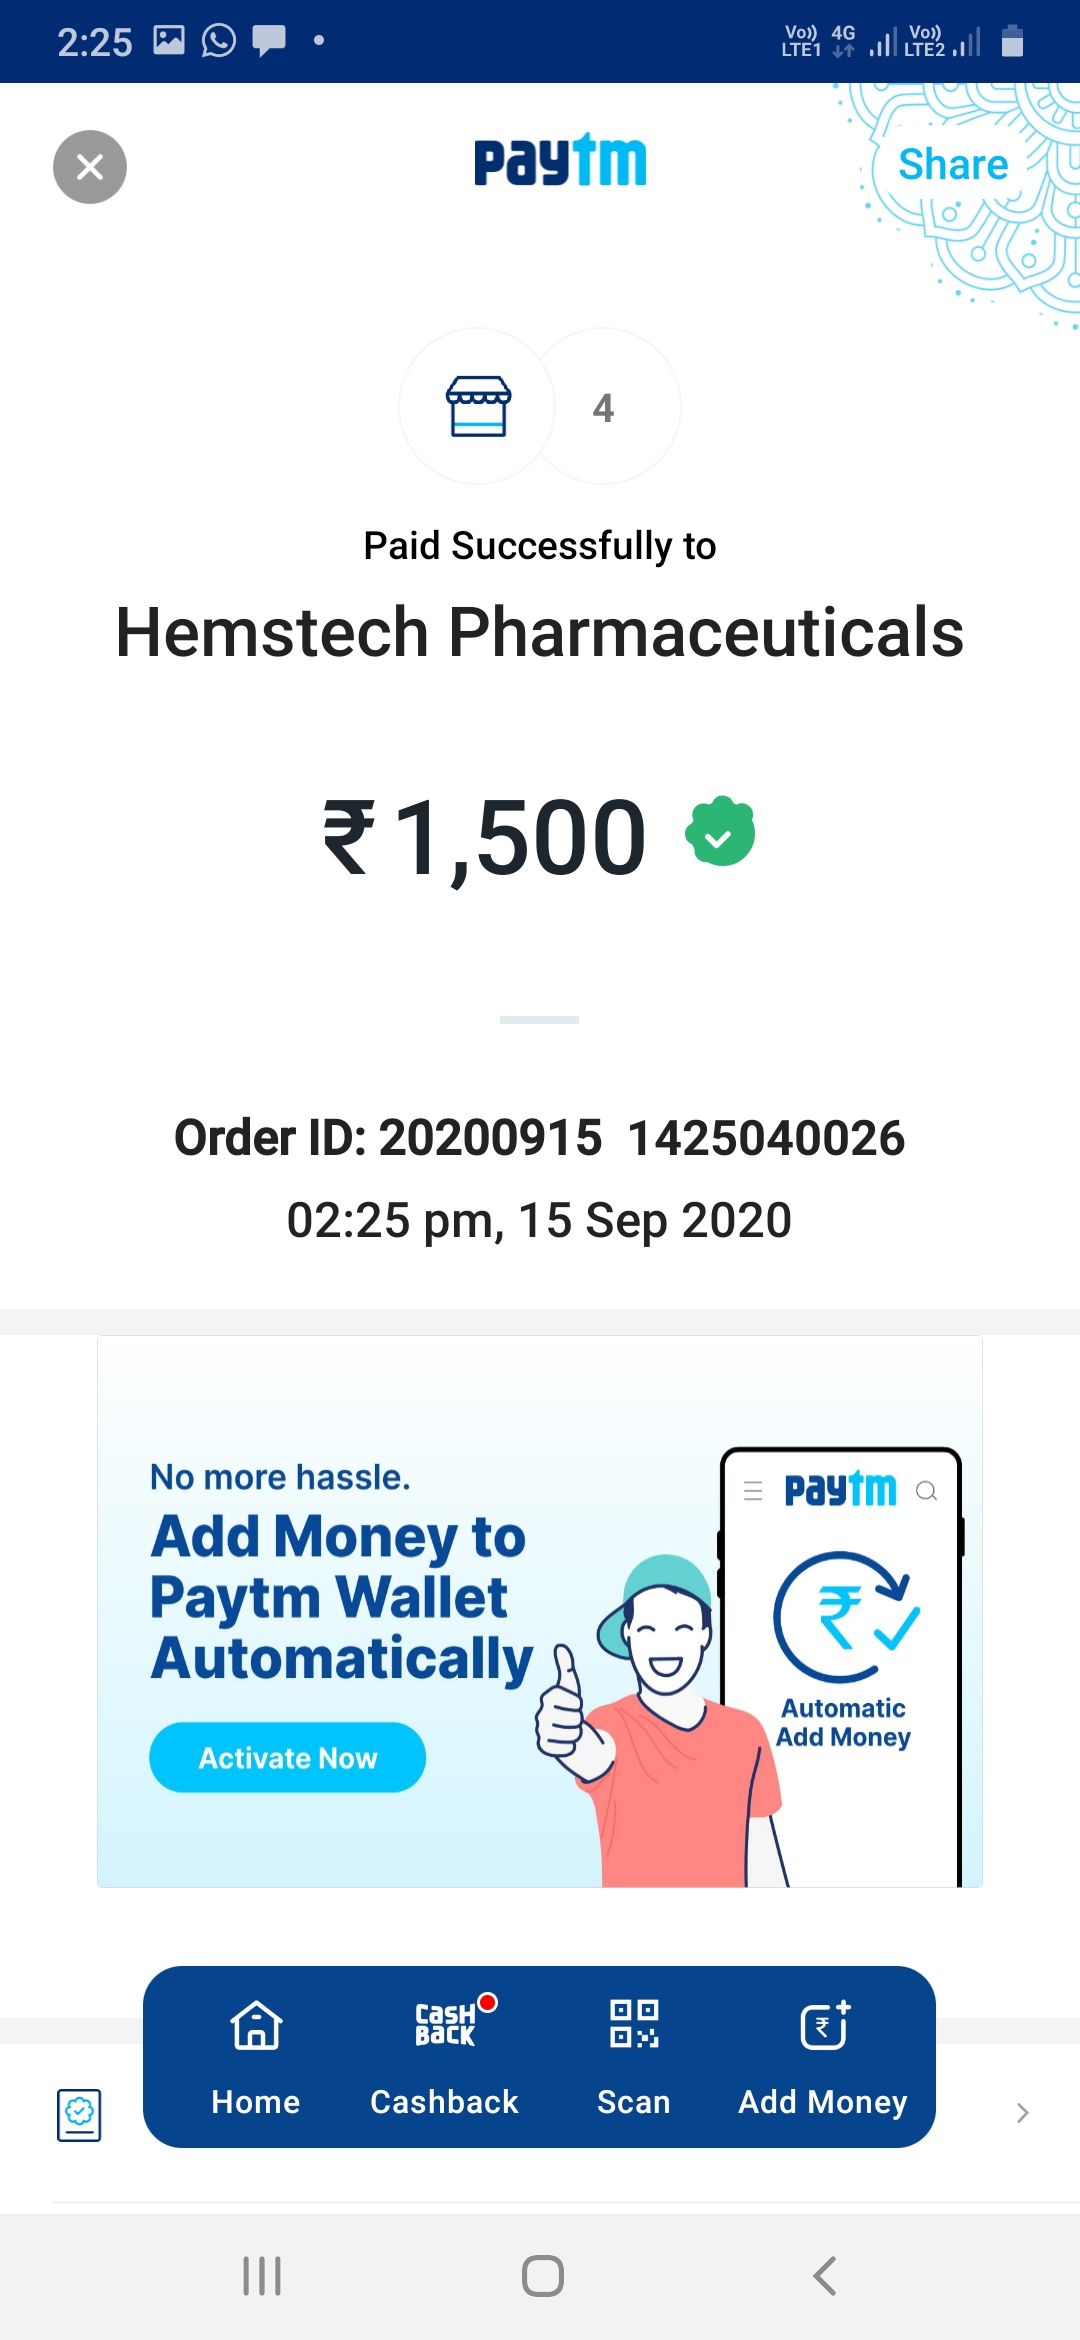 2:25
Vo)) 4G Vo))
LTE1 LTE2
paytm
Share
4
Paid Successfully to
Hemstech Pharmaceuticals
₹1,500
Order ID: 20200915 1425040026
02:25 pm, 15 Sep 2020
No more hassle.
Add Money to
Paytm Wallet
Automatically
Activate Now
paytm
₹
Automatic
Add Money
CASH
BACK
₹
Home Cashback Scan Add Money